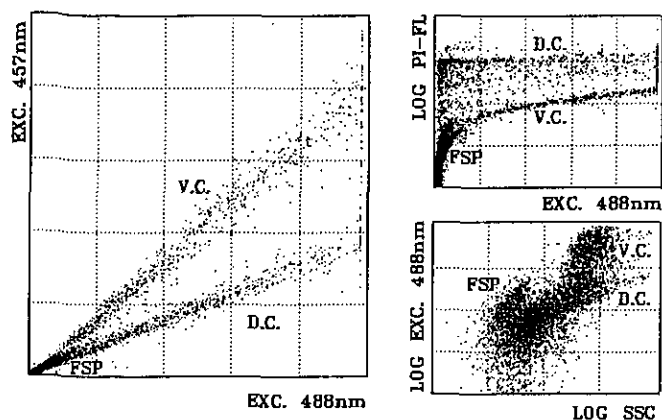 EXC. 457nm
V.C.
D.C.
FSP
EXC. 488nm
LOG PI-FL
D.C.
V.C.
FSP
EXC. 488nm
LOG EXC. 488nm
FSP
V.C.
D.C.
LOG SSC